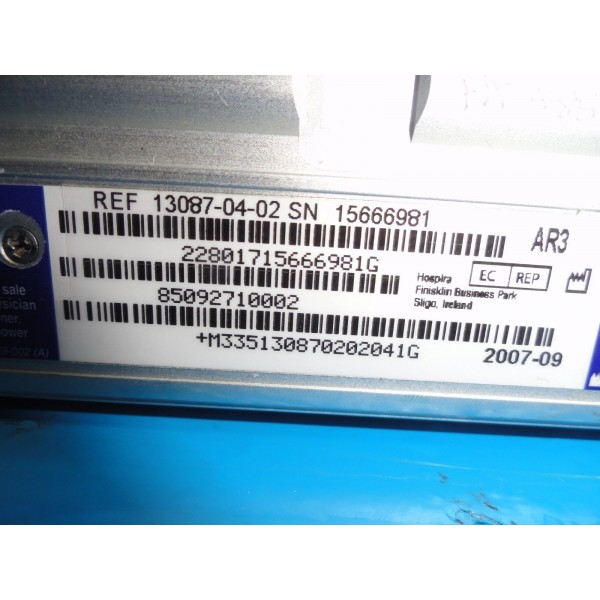 REF 13087-04-02 SN 15666981
AR3
22801715666981G
Hospira
Finisklin Business Park
Sligo, Ireland
EC REP
85092710002
+M335130870202041G
2007-09
sale
sician
ner.
ower
-002 (A)